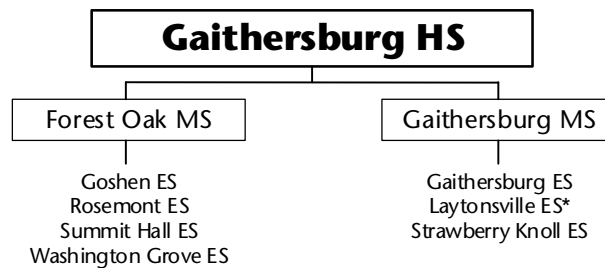 Gaithersburg HS
Forest Oak MS
Goshen ES
Rosemont ES
Summit Hall ES
Washington Grove ES
Gaithersburg MS
Gaithersburg ES
Laytonsville ES*
Strawberry Knoll ES